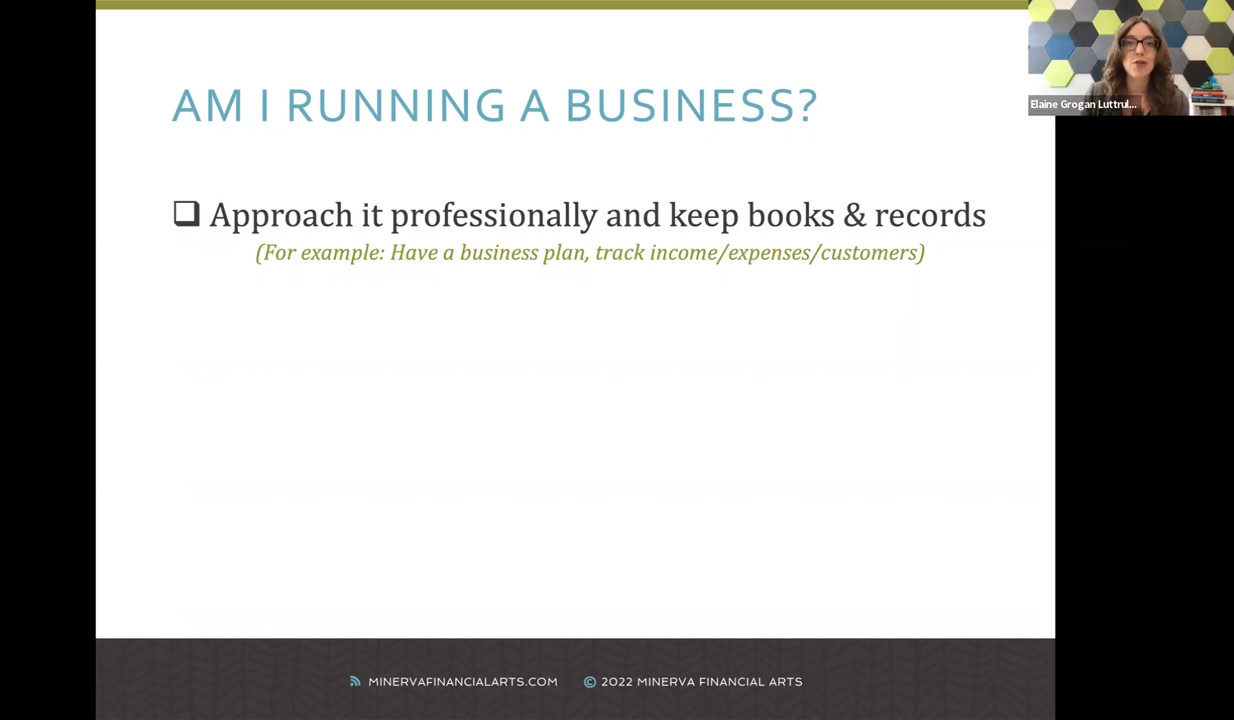 AM I RUNNING A BUSINESS?
Elaine Grogan Luttrul...
Approach it professionally and keep books & records
(For example: Have a business plan, track income/expenses/customers)
MINERVAFINANCIALARTS.COM © 2022 MINERVA FINANCIAL ARTS